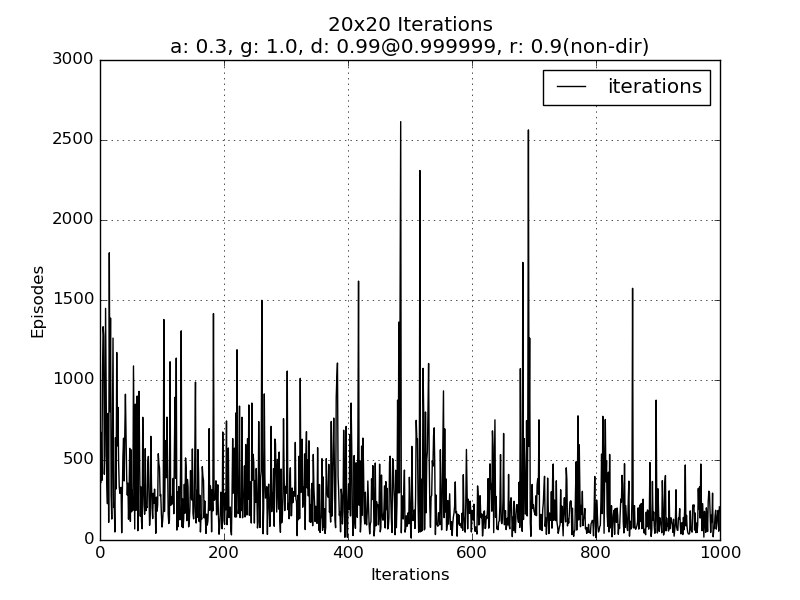 20x20 Iterations
a: 0.3, g: 1.0, d: 0.99@0.999999, r: 0.9(non-dir)
3000
iterations
2500
2000
1500
Episodes
1000
500
0
0 200 400 600 800 1000
Iterations